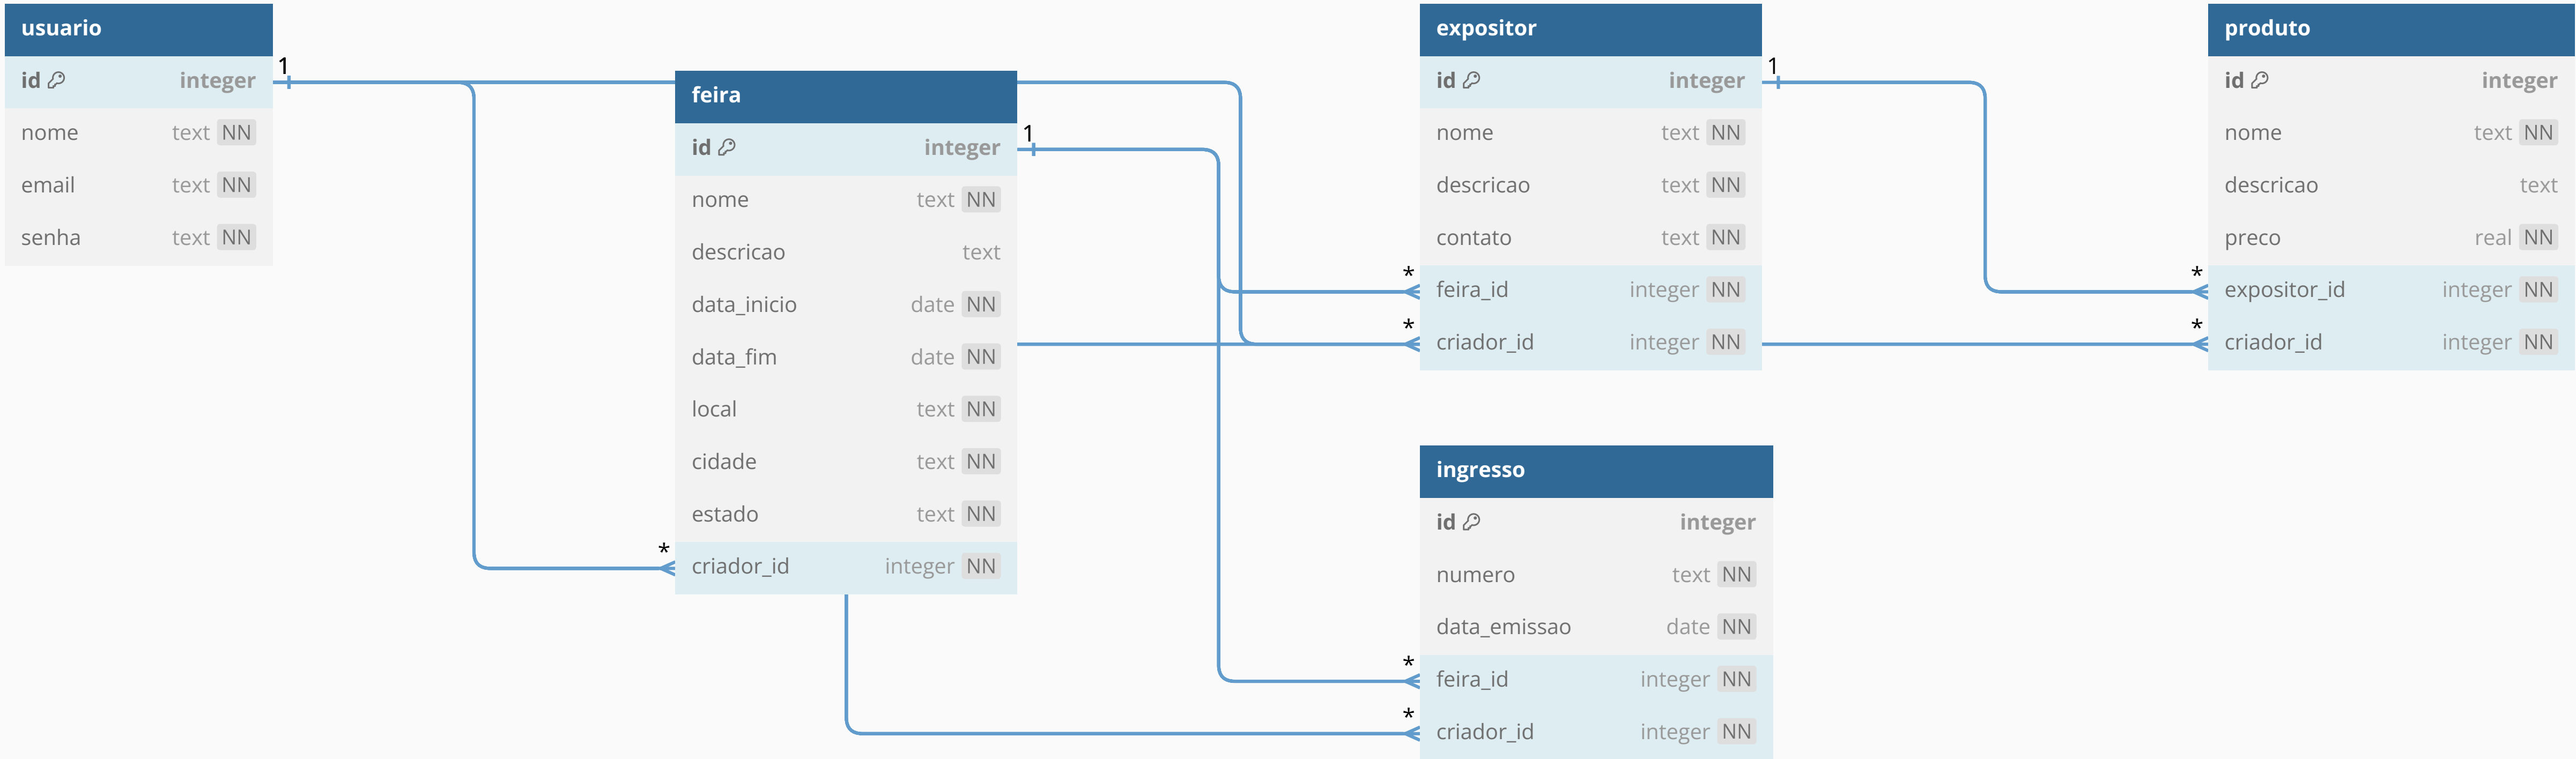 usuario
id integer
nome text NN
email text NN
senha text NN
1
feira
id integer
nome text NN
descricao text
data_inicio date NN
data_fim date NN
local text NN
cidade text NN
estado text NN
criador_id integer NN
1
*
expositor
id integer
nome text NN
descricao text NN
contato text NN
feira_id integer NN
criador_id integer NN
1
*
*
produto
id integer
nome text NN
descricao text
preco real NN
expositor_id integer NN
criador_id integer NN
*
*
ingresso
id integer
numero text NN
data_emissao date NN
feira_id integer NN
criador_id integer NN
*
*